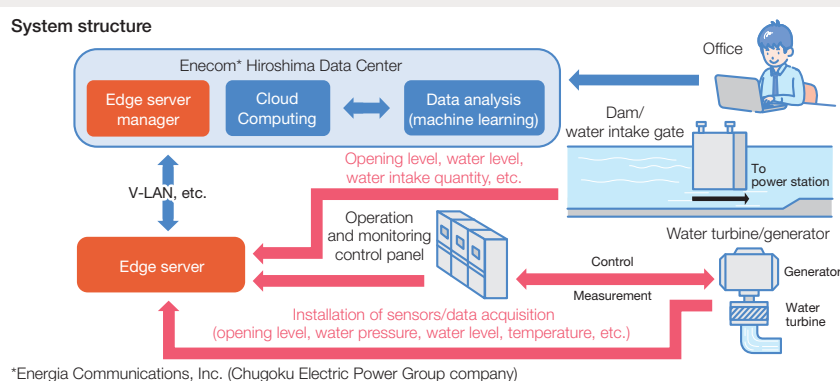 System structure
Office
Enecom* Hiroshima Data Center
Edge server
manager
Cloud
Computing
Data analysis
(machine learning)
Dam/
water intake gate
Opening level, water level,
water intake quantity, etc.
To
power station
V-LAN, etc.
Operation
and monitoring
control panel
Water turbine/generator
Edge server
Control
Measurement
Generator
Water
turbine
Installation of sensors/data acquisition
(opening level, water pressure, water level, temperature, etc.)
*Energia Communications, Inc. (Chugoku Electric Power Group company)